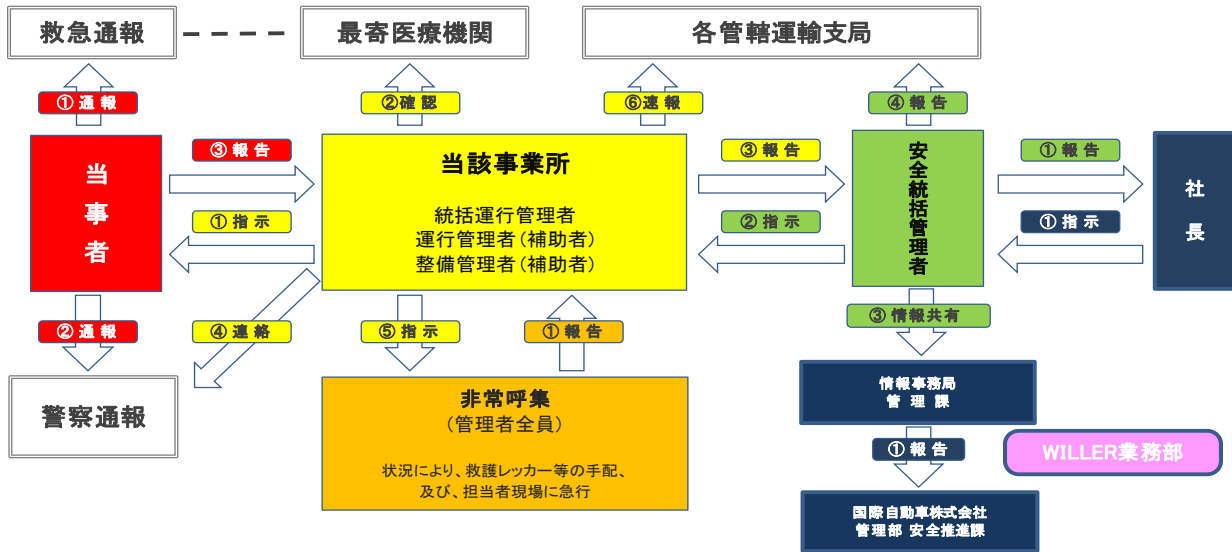 救急通報
最寄医療機関
各管轄運輸支局
①通報
②確認
⑥速報
④報告
当事者
③報告
①指示
当該事業所
統括運行管理者
運行管理者(補助者)
整備管理者(補助者)
③報告
②指示
安全統括管理者
①報告
①指示
社長
②通報
④連絡
⑤指示
①報告
③情報共有
警察通報
非常呼集
(管理者全員)
状況により、救護レッカー等の手配、
及び、担当者現場に急行
情報事務局
管理課
①報告
WILLER業務部
国際自動車株式会社
管理部 安全推進課